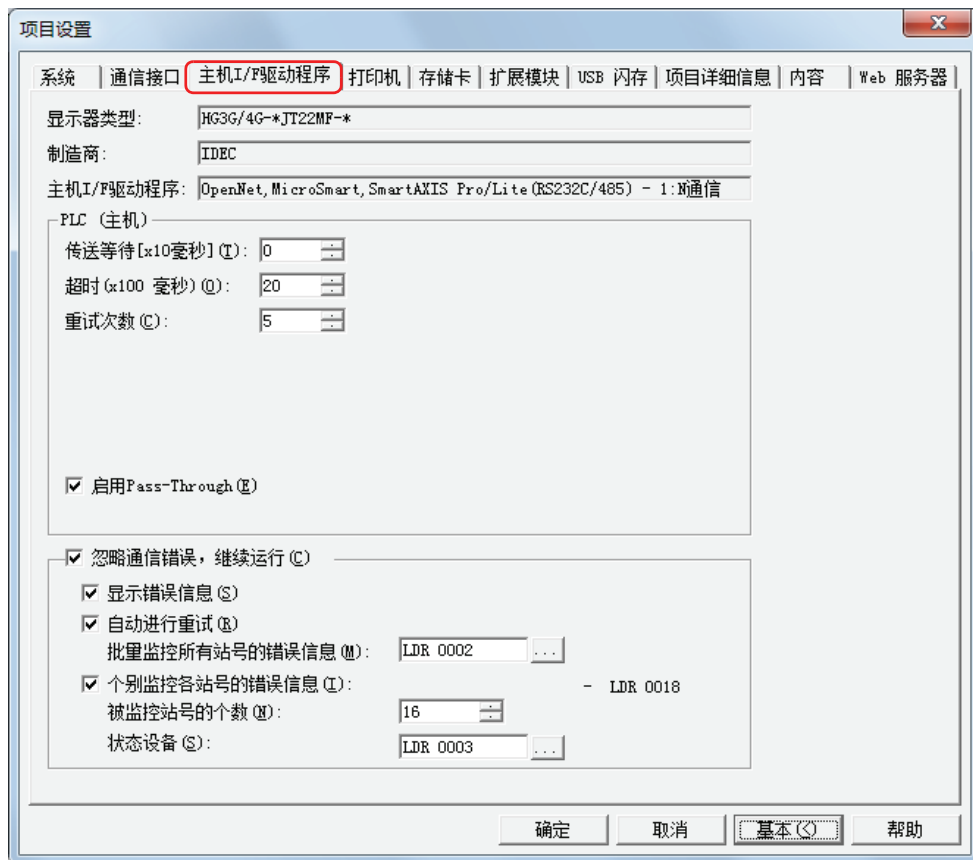 项目设置
系统 通信接口 主机I/F驱动程序 打印机 存储卡 扩展模块 USB 闪存 项目详细信息 内容 Web 服务器
显示器类型: HG3G/4G-*JT22MF-*
制造商: IDEC
主机I/F驱动程序: OpenNet,MicroSmart,SmartAXIS Pro/Lite(RS232C/485) - 1:N通信
PLC (主机)
传送等待[x10毫秒](T): 0
超时(x100 毫秒)(O): 20
重试次数(C): 5
启用Pass-Through(E)
忽略通信错误，继续运行(C)
显示错误信息(S)
自动进行重试(R)
批量监控所有站号的错误信息(M): LDR 0002 ...
个别监控各站号的错误信息(I): - LDR 0018
被监控站号的个数(N): 16
状态设备(S): LDR 0003 ...
确定 取消 基本(<) 帮助